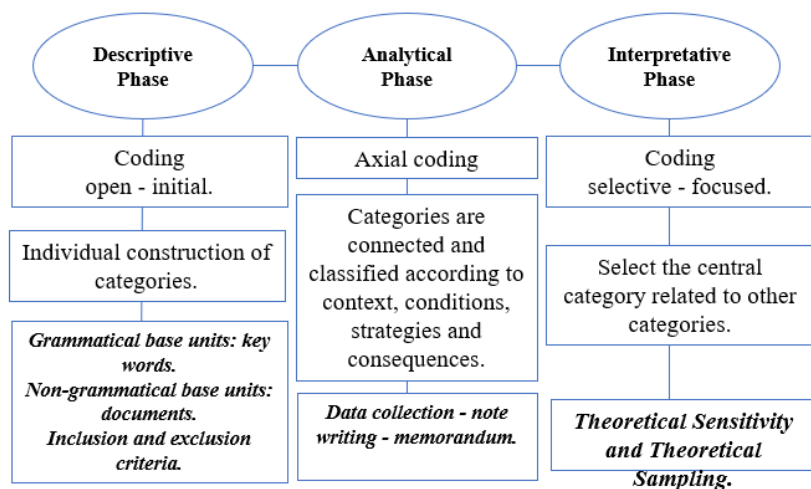 Descriptive
Phase
Analytical
Phase
Interpretative
Phase
Coding
open - initial.
Axial coding
Coding
selective - focused.
Individual construction of
categories.
Categories are
connected and
classified according to
context, conditions,
strategies and
consequences.
Select the central
category related to other
categories.
Grammatical base units: key
words.
Non-grammatical base units:
documents.
Inclusion and exclusion
criteria.
Data collection - note
writing - memorandum.
Theoretical Sensitivity
and Theoretical
Sampling.